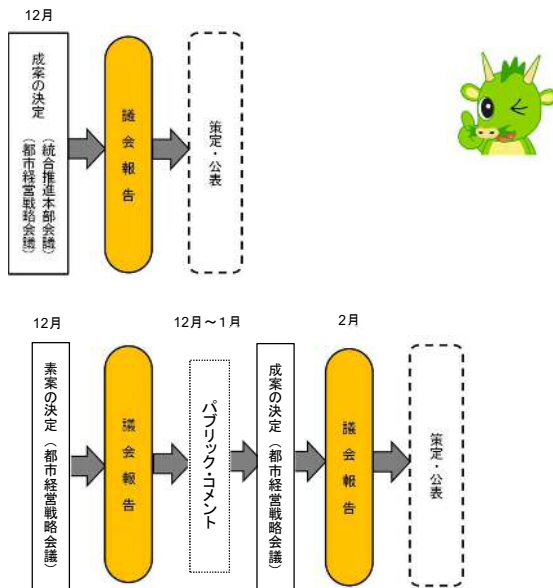 12月
成案の決定
（統合推進本部会議）
（都市経営戦略会議）
議会報告
策定・公表
12月
12月～1月
2月
素案の決定（都市経営戦略会議）
議会報告
パブリック・コメント
成案の決定（都市経営戦略会議）
議会報告
策定・公表